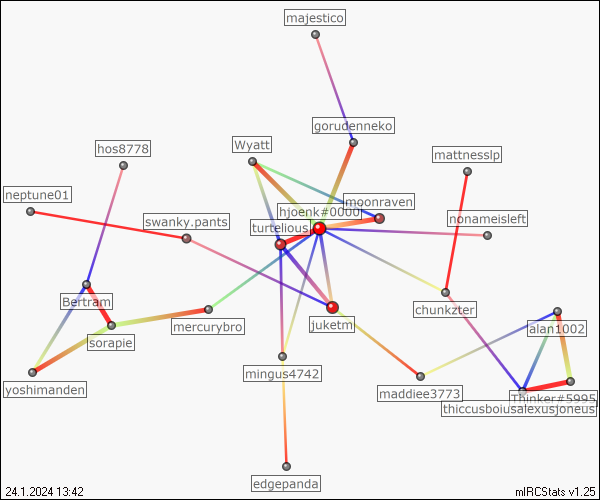 majestico
gorudenneko
Wyatt
hos8778
mattnesslp
neptune01
moonraven
hjoenk#0000
swanky.pants
nonameisleft
turtelious
Bertram
chunkzter
mercurybro
juketm
alan1002
sorapie
mingus4742
yoshimanden
maddiee3773
Thinker#5995
thiccusboiusalexusjoneus
edgepanda
24.1.2024 13:42
mIRCStats v1.25